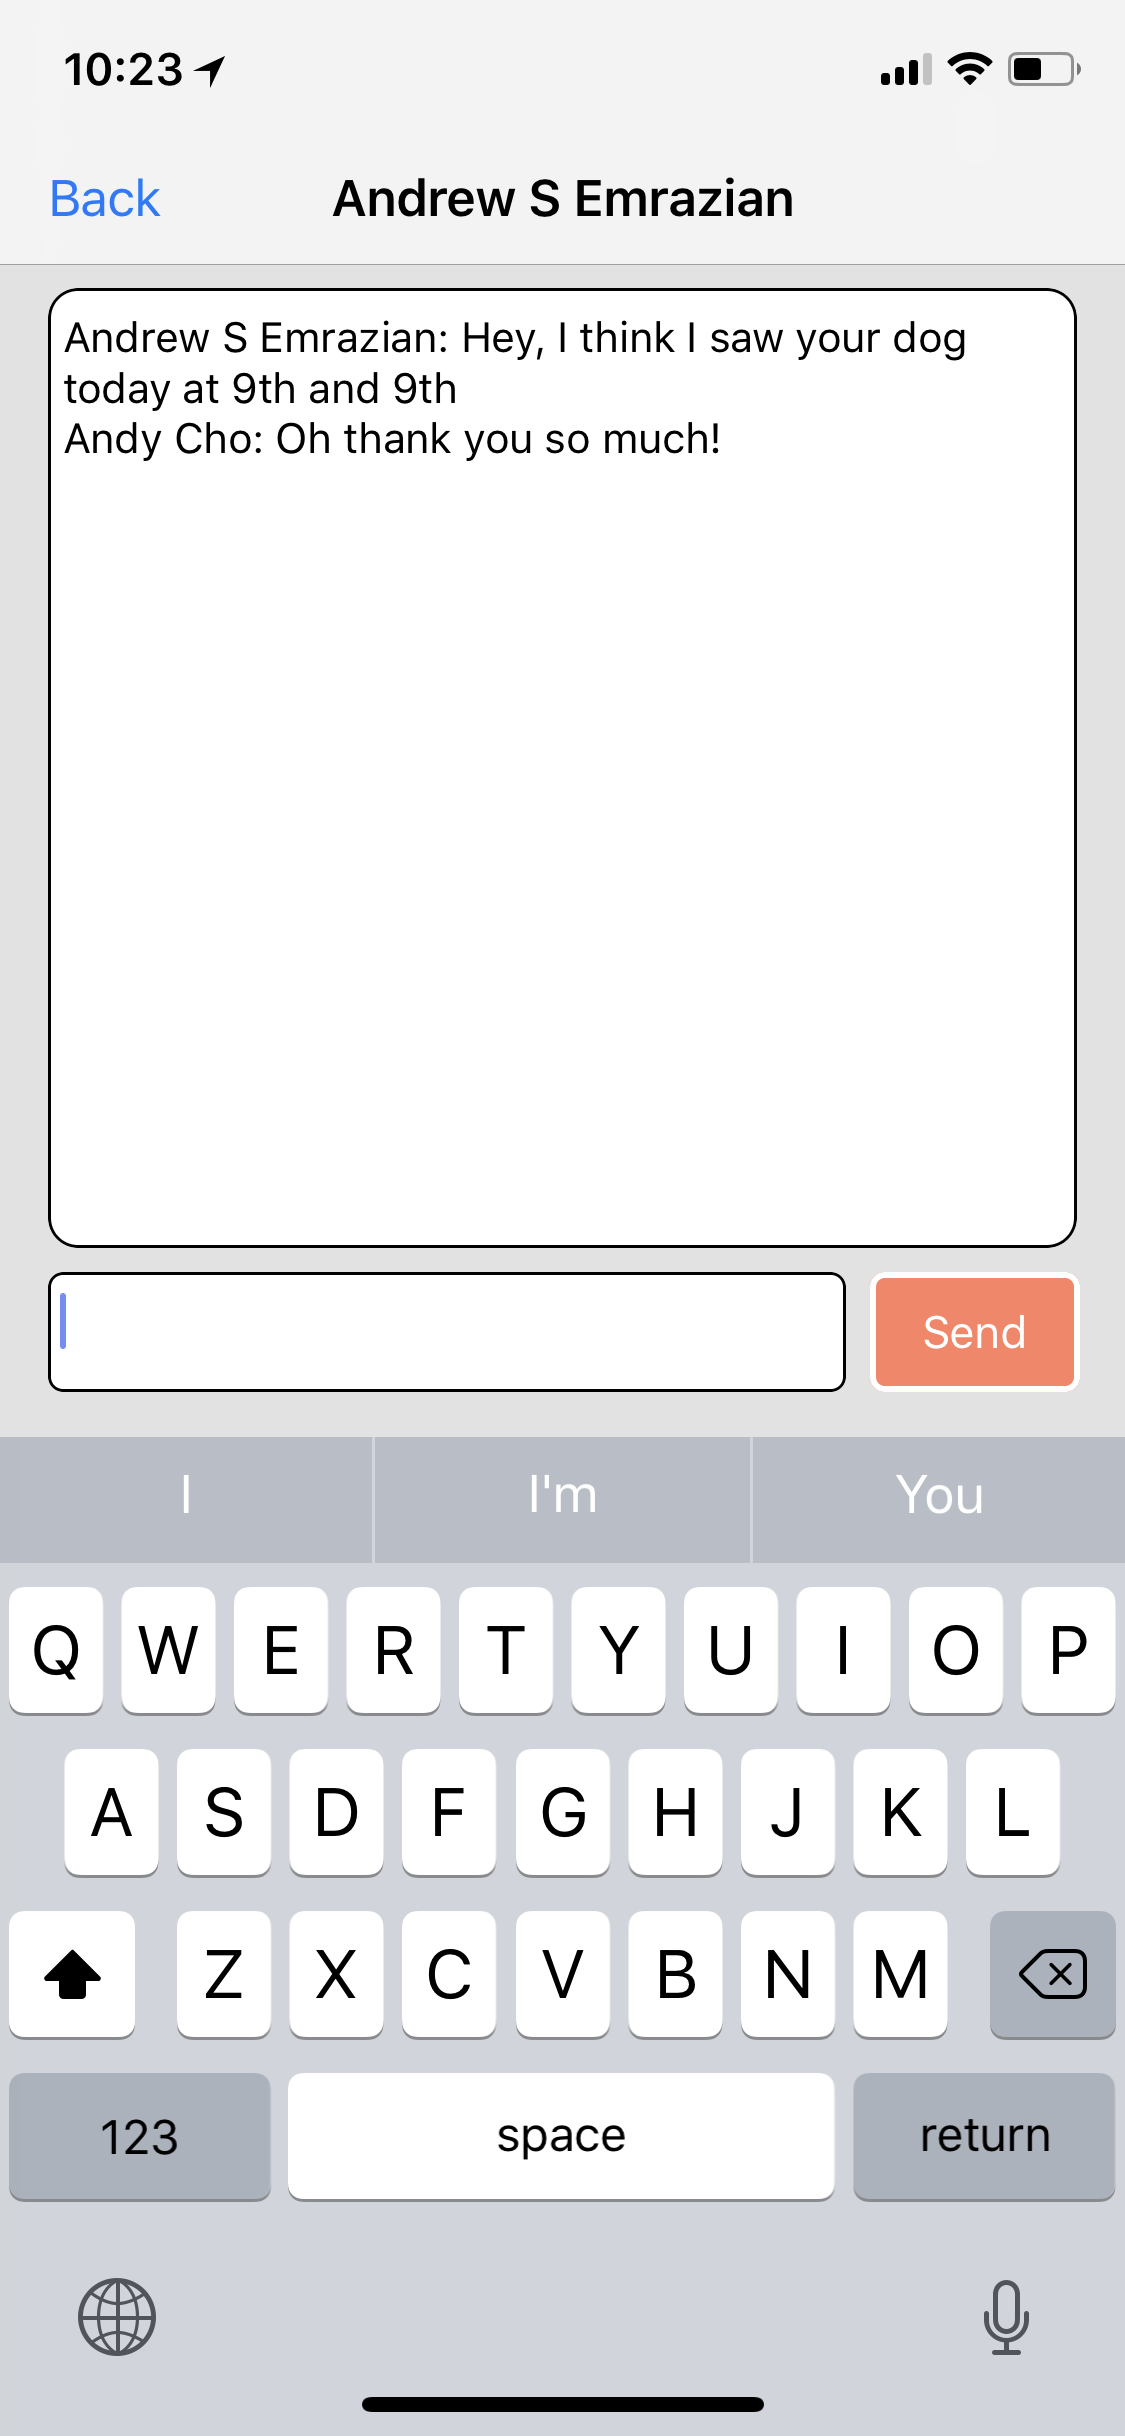 10:23
Back
Andrew S Emrazian
Andrew S Emrazian: Hey, I think I saw your dog
today at 9th and 9th
Andy Cho: Oh thank you so much!
Send
I
I'm
You
Q W E R T Y U I O P
A S D F G H J K L
Z X C V B N M
123
space
return